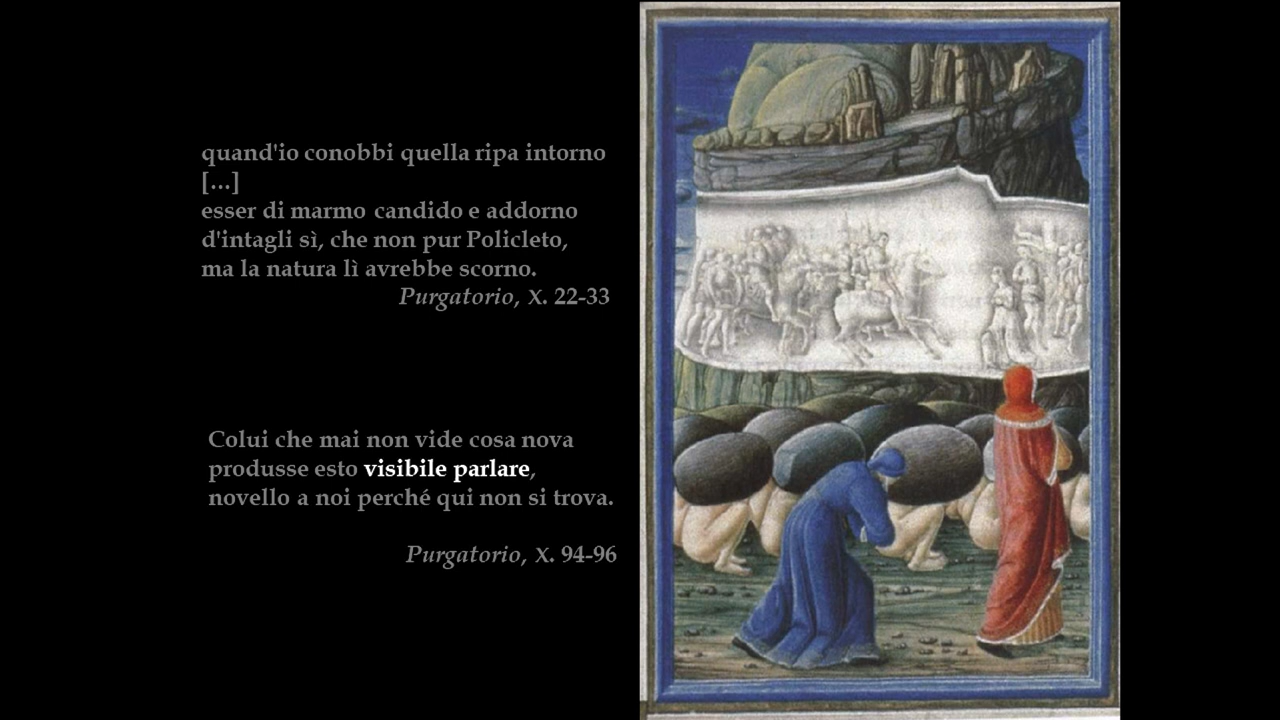 quand'io conobbi quella ripa intorno
[…]
esser di marmo candido e addorno
d'intagli sì, che non pur Policleto,
ma la natura lì avrebbe scorno.
Purgatorio, X. 22-33
Colui che mai non vide cosa nova
produsse esto visibile parlare,
novello a noi perché qui non si trova.
Purgatorio, X. 94-96